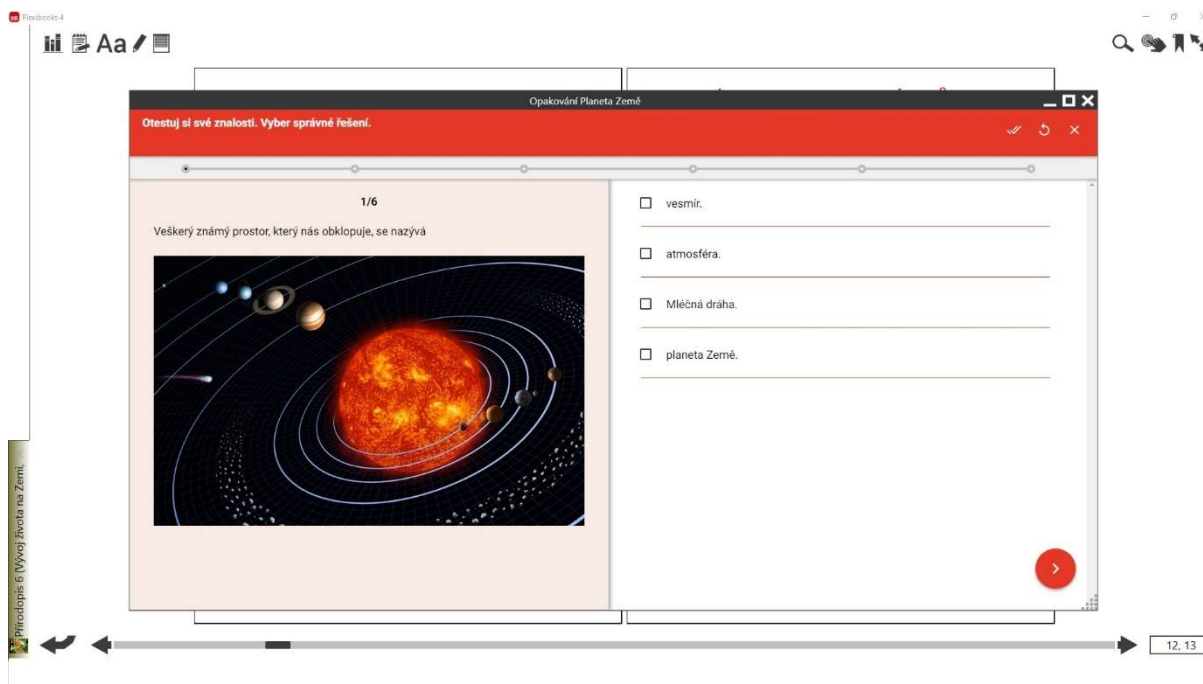 Flexibooks 4
Aa
Opakování Planeta Země
Otestuj si své znalosti. Vyber správné řešení.
1/6
Veškerý známý prostor, který nás obklopuje, se nazývá
vesmír.
atmosféra.
Mléčná dráha.
planeta Země.
Přírodopis 6 (Vývoj života na Zemi,
12, 13